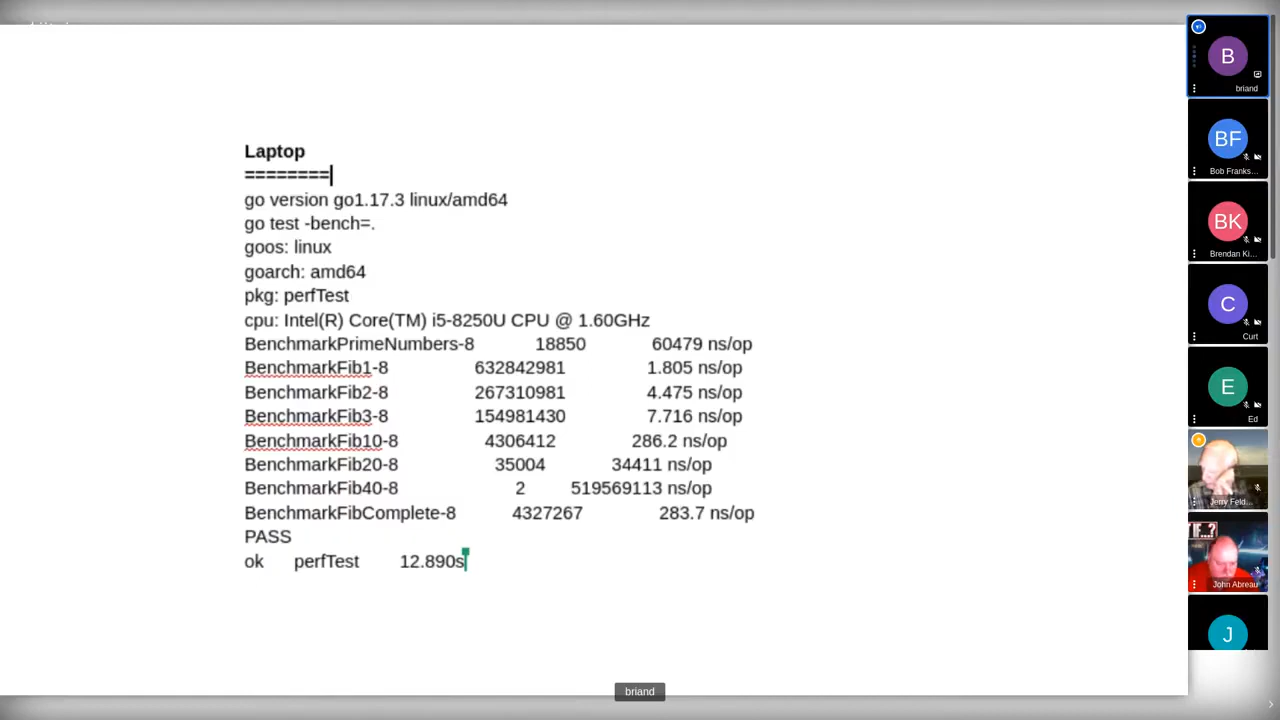 Laptop
========
go version go1.17.3 linux/amd64
go test -bench=.
goos: linux
goarch: amd64
pkg: perfTest
cpu: Intel(R) Core(TM) i5-8250U CPU @ 1.60GHz
BenchmarkPrimeNumbers-8 18850 60479 ns/op
BenchmarkFib1-8 632842981 1.805 ns/op
BenchmarkFib2-8 267310981 4.475 ns/op
BenchmarkFib3-8 154981430 7.716 ns/op
BenchmarkFib10-8 4306412 286.2 ns/op
BenchmarkFib20-8 35004 34411 ns/op
BenchmarkFib40-8 2 519569113 ns/op
BenchmarkFibComplete-8 4327267 283.7 ns/op
PASS
ok perfTest 12.890s
briand
B
briand
BF
Bob Franks...
BK
Brendan Ki...
C
Curt
E
Ed
Jerry Feld...
IF...?
John Abreau
J